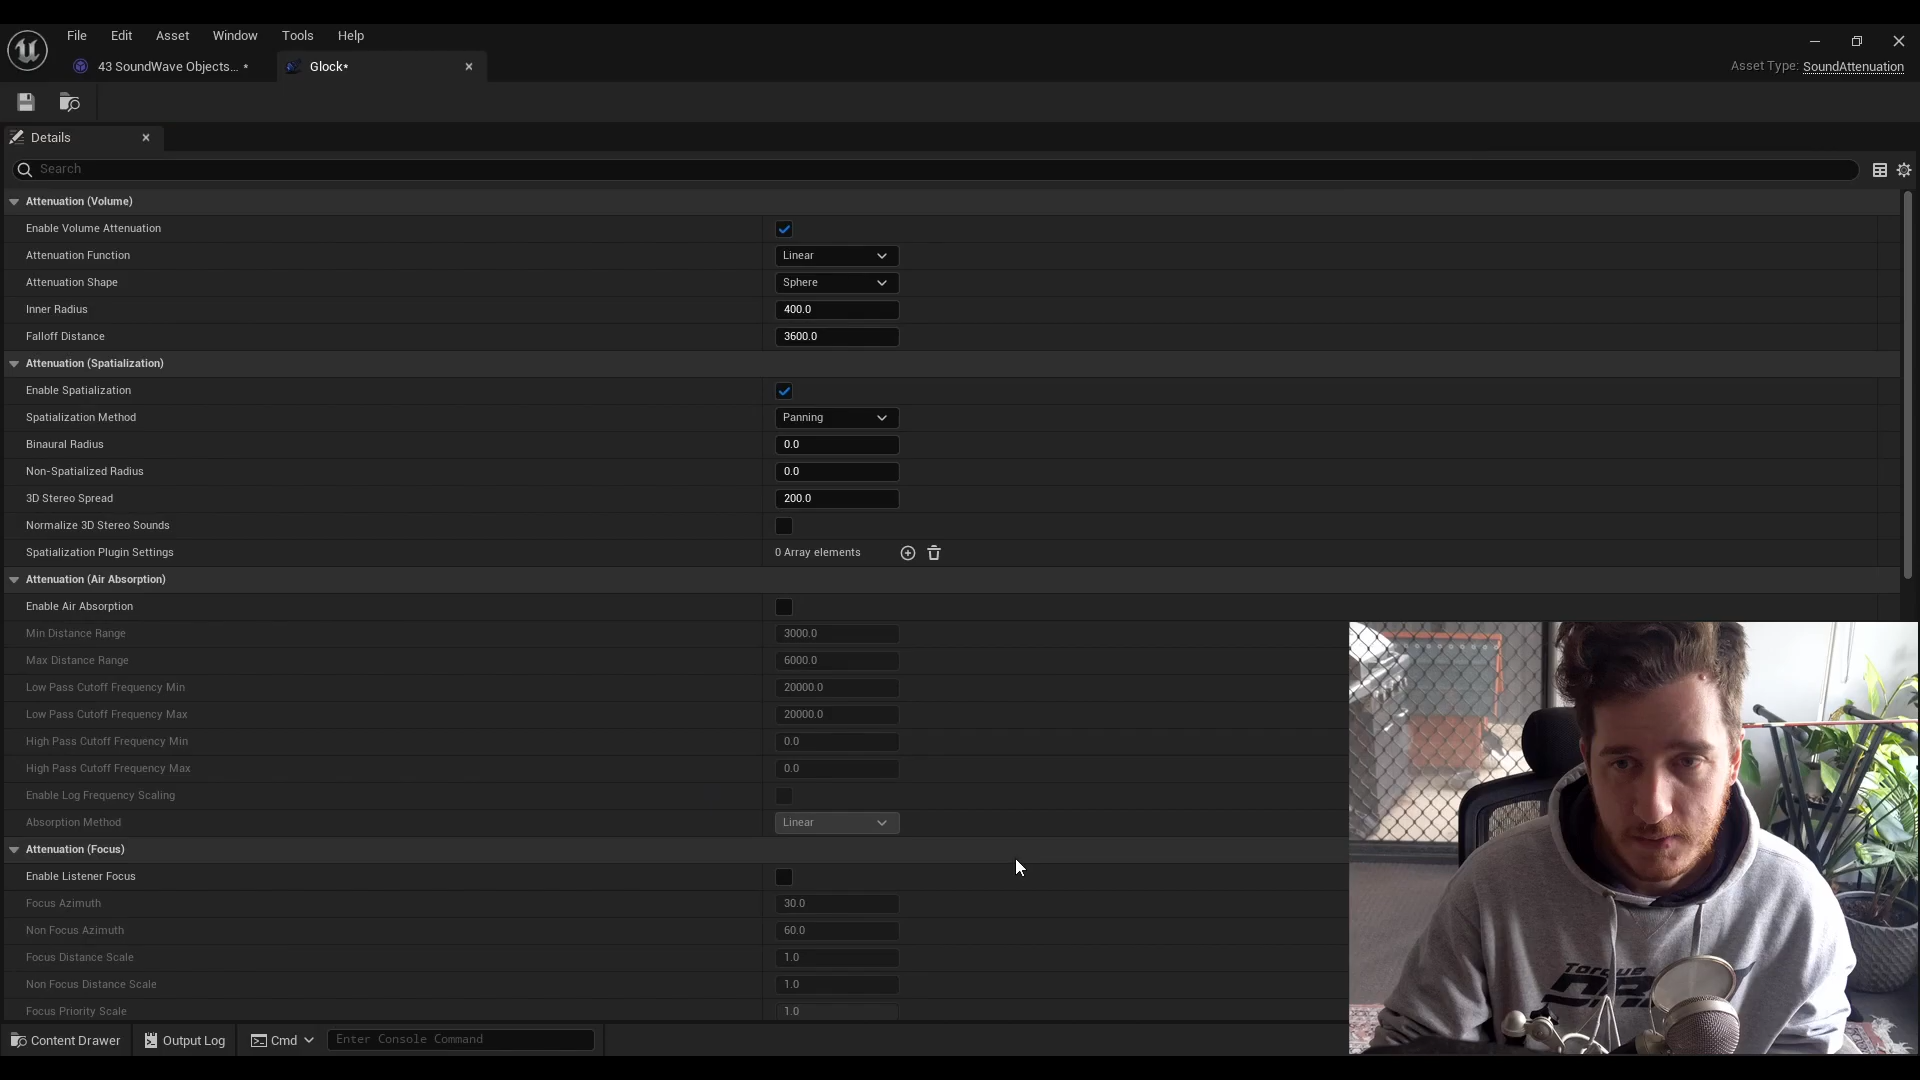 File Edit Asset Window Tools Help
43 SoundWave Objects... *
Glock*
Asset Type: SoundAttenuation
Details
Search
Attenuation (Volume)
Enable Volume Attenuation
Attenuation Function Linear
Attenuation Shape Sphere
Inner Radius 400.0
Falloff Distance 3600.0
Attenuation (Spatialization)
Enable Spatialization
Spatialization Method Panning
Binaural Radius 0.0
Non-Spatialized Radius 0.0
3D Stereo Spread 200.0
Normalize 3D Stereo Sounds
Spatialization Plugin Settings 0 Array elements
Attenuation (Air Absorption)
Enable Air Absorption
Min Distance Range 3000.0
Max Distance Range 6000.0
Low Pass Cutoff Frequency Min 20000.0
Low Pass Cutoff Frequency Max 20000.0
High Pass Cutoff Frequency Min 0.0
High Pass Cutoff Frequency Max 0.0
Enable Log Frequency Scaling
Absorption Method Linear
Attenuation (Focus)
Enable Listener Focus
Focus Azimuth 30.0
Non Focus Azimuth 60.0
Focus Distance Scale 1.0
Non Focus Distance Scale 1.0
Focus Priority Scale 1.0
Torque
Content Drawer Output Log Cmd Enter Console Command